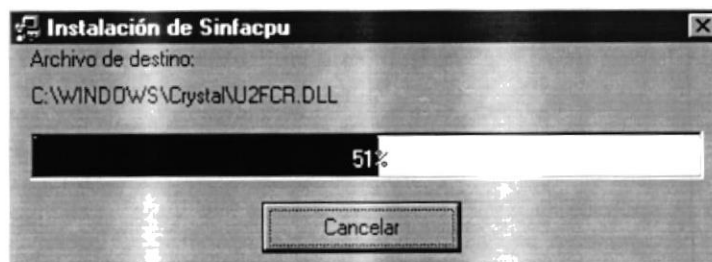 Instalación de Sinfacpu
Archivo de destino:
C:\WINDOWS\Crystal\U2FCR.DLL
51%
Cancelar